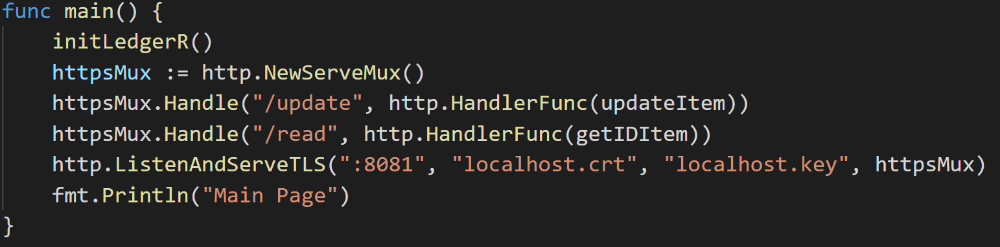 func main() {
    initLedgerR()
    httpsMux := http.NewServeMux()
    httpsMux.Handle("/update", http.HandlerFunc(updateItem))
    httpsMux.Handle("/read", http.HandlerFunc(getIDItem))
    http.ListenAndServeTLS(":8081", "localhost.crt", "localhost.key", httpsMux)
    fmt.Println("Main Page")
}